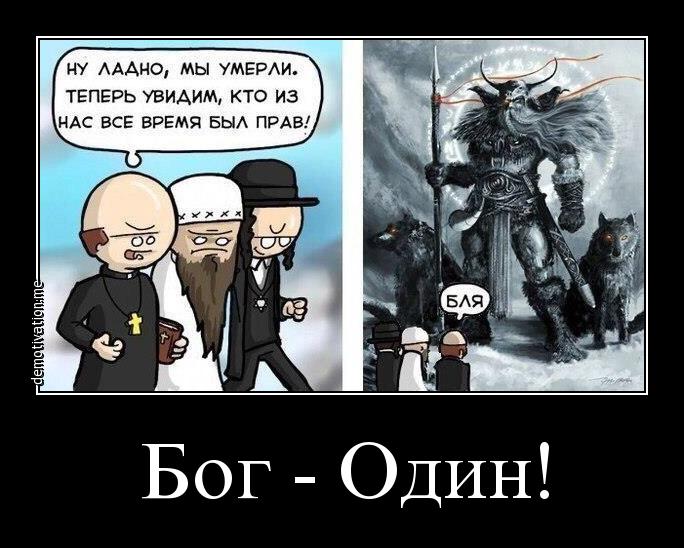 НУ ЛАДНО, МЫ УМЕРЛИ.
ТЕПЕРЬ УВИДИМ, КТО ИЗ
НАС ВСЕ ВРЕМЯ БЫЛ ПРАВ!
БЛЯ
demotivation.me
Бог - Один!